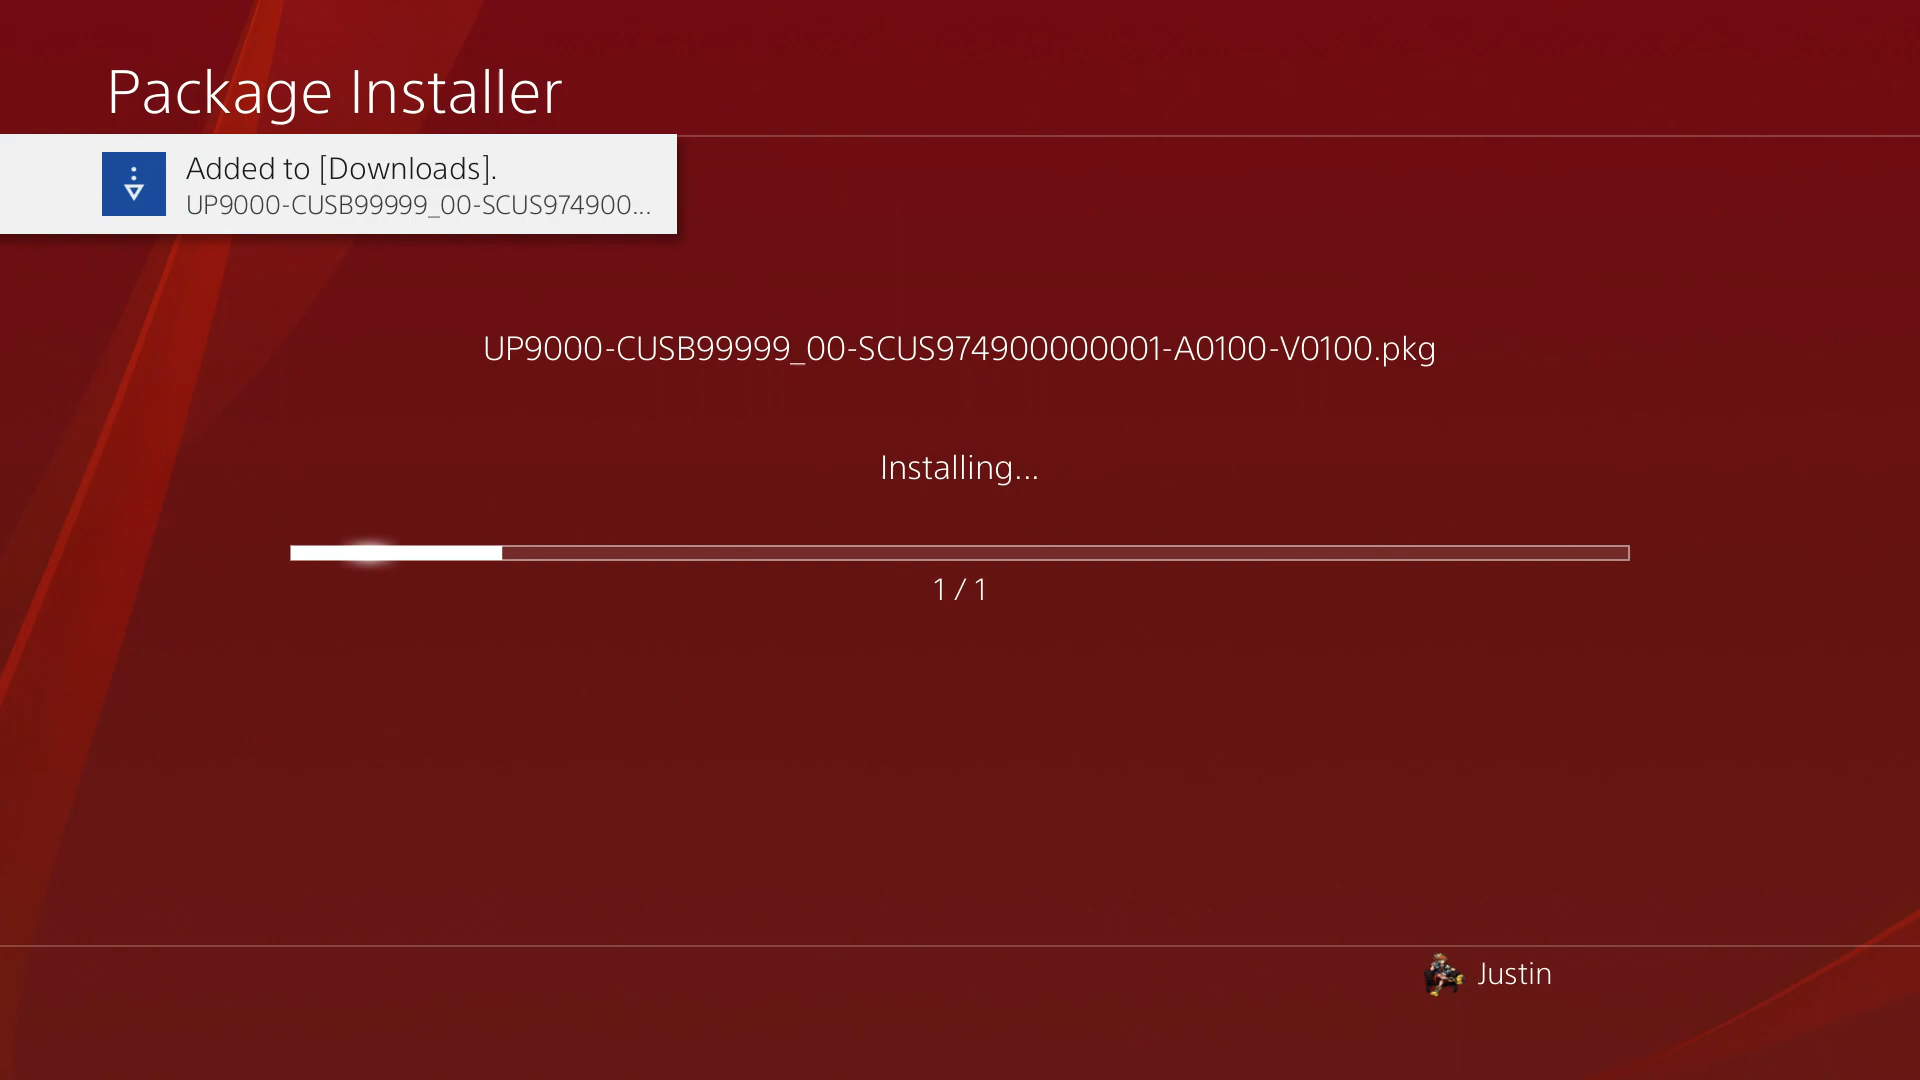 Package Installer
Added to [Downloads].
UP9000-CUSB99999_00-SCUS974900...
UP9000-CUSB99999_00-SCUS974900000001-A0100-V0100.pkg
Installing...
1 / 1
Justin